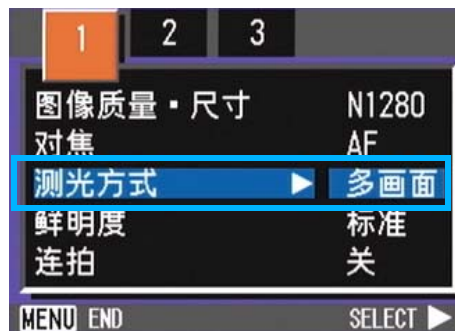 1 2 3
图像质量・尺寸 N1280
对焦 AF
测光方式 ▶ 多画面
鲜明度 标准
连拍 关
MENU END SELECT ▶